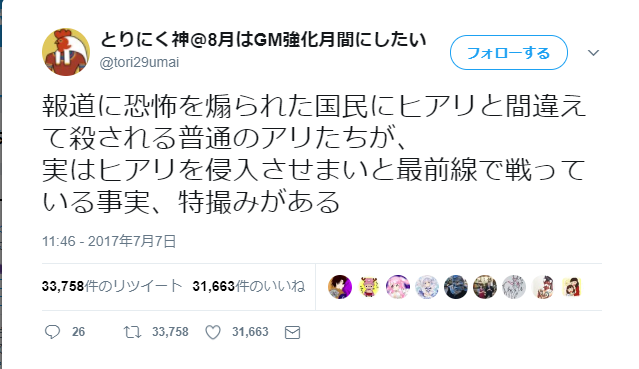 とりにく神@8月はGM強化月間にしたい
フォローする
@tori29umai
報道に恐怖を煽られた国民にヒアリと間違え
て殺される普通のアリたちが、
実はヒアリを侵入させまいと最前線で戦って
いる事実、特撮みがある
11:46 - 2017年7月7日
33,758件のリツイート 31,663件のいいね
26 33,758 31,663